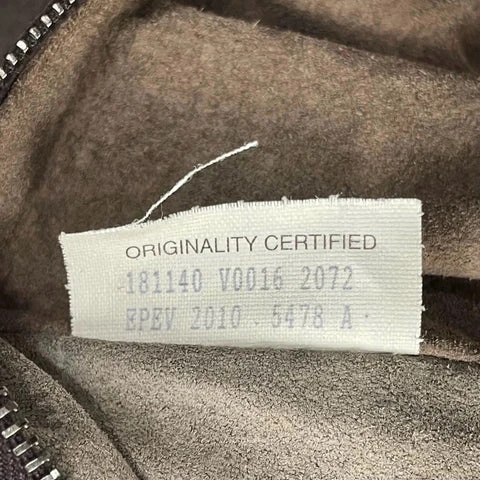 ORIGINALITY CERTIFIED
181140 V0016 2072
EPEV 2010 . 5478 A .